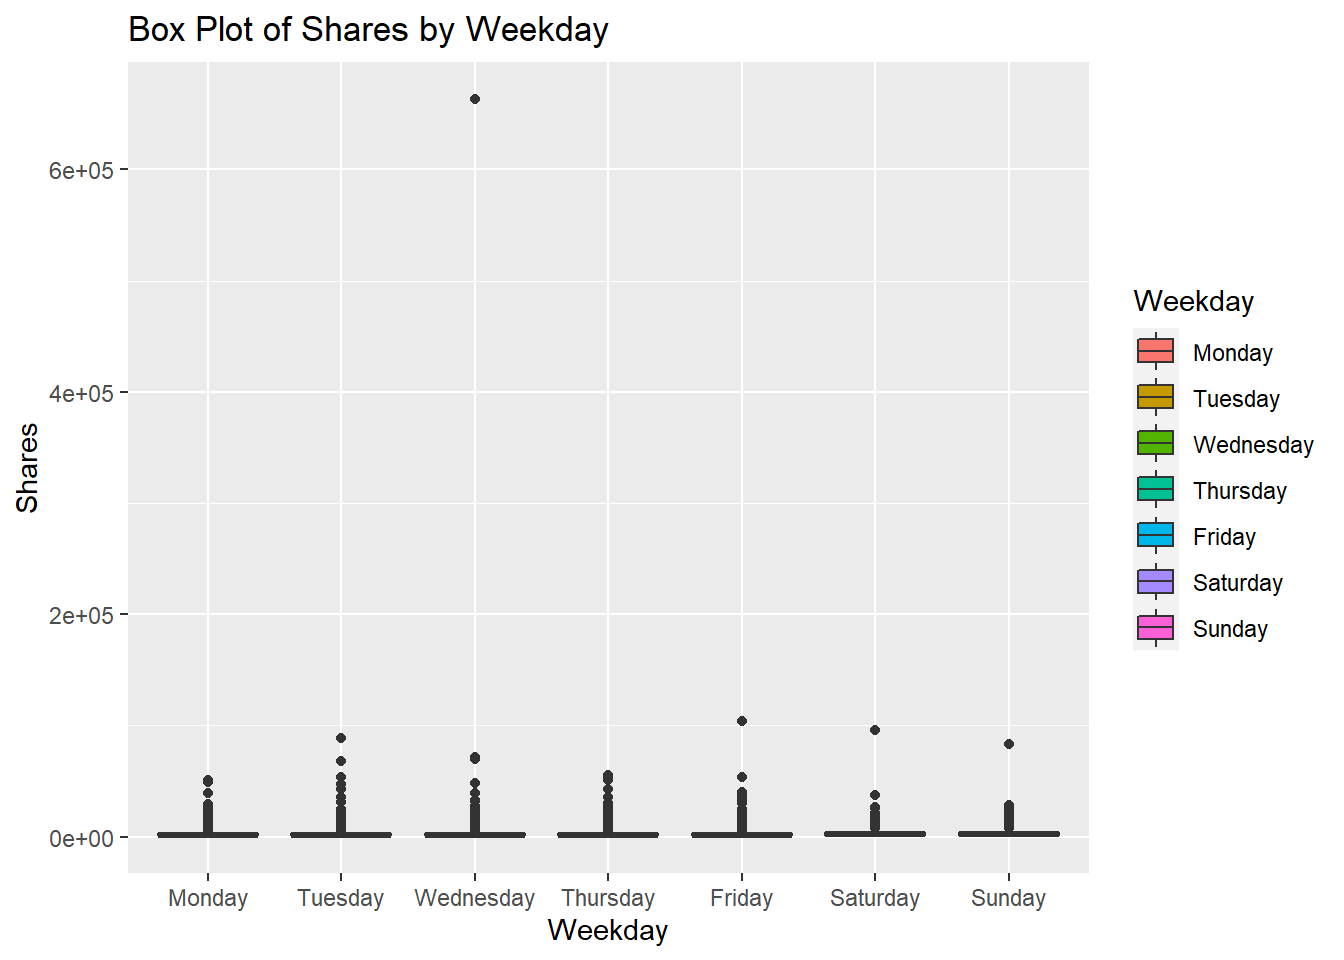 Box Plot of Shares by Weekday
6e+05
4e+05
2e+05
0e+00
Shares
Monday Tuesday Wednesday Thursday Friday Saturday Sunday
Weekday
Weekday
Monday
Tuesday
Wednesday
Thursday
Friday
Saturday
Sunday